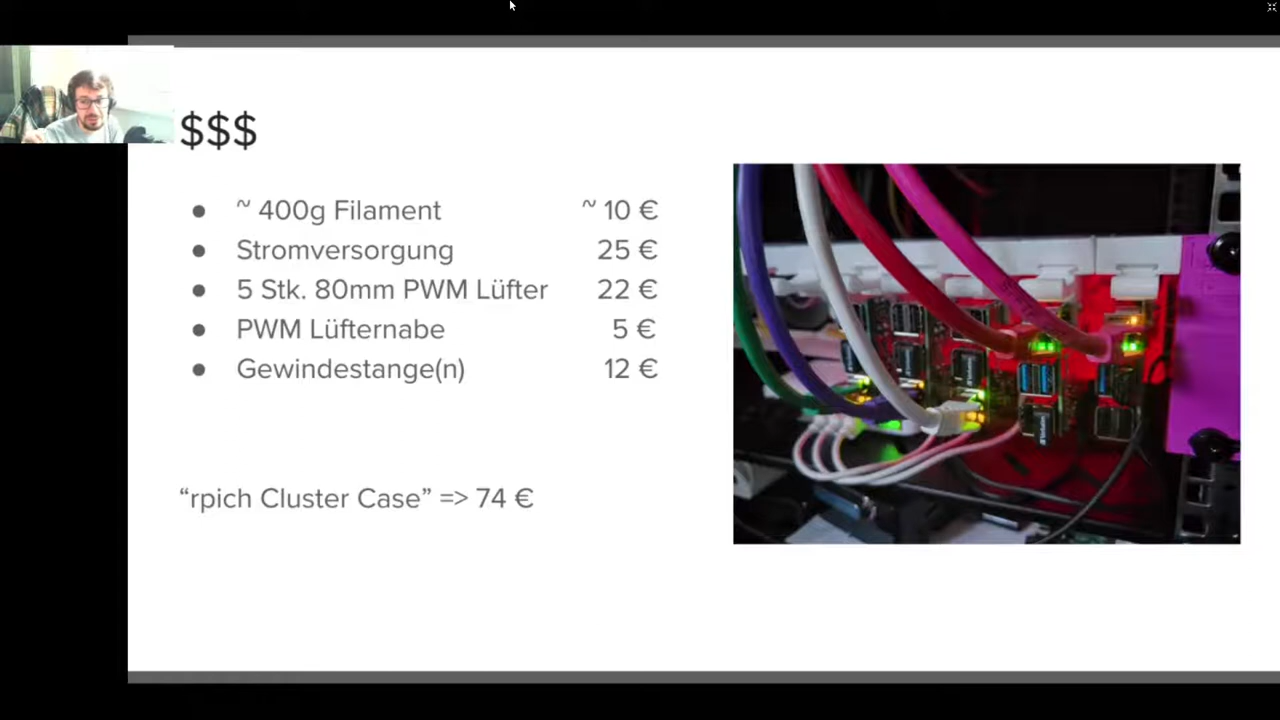 $$$
● ~ 400g Filament ~ 10 €
● Stromversorgung 25 €
● 5 Stk. 80mm PWM Lüfter 22 €
● PWM Lüfternabe 5 €
● Gewindestange(n) 12 €
“rpich Cluster Case” => 74 €